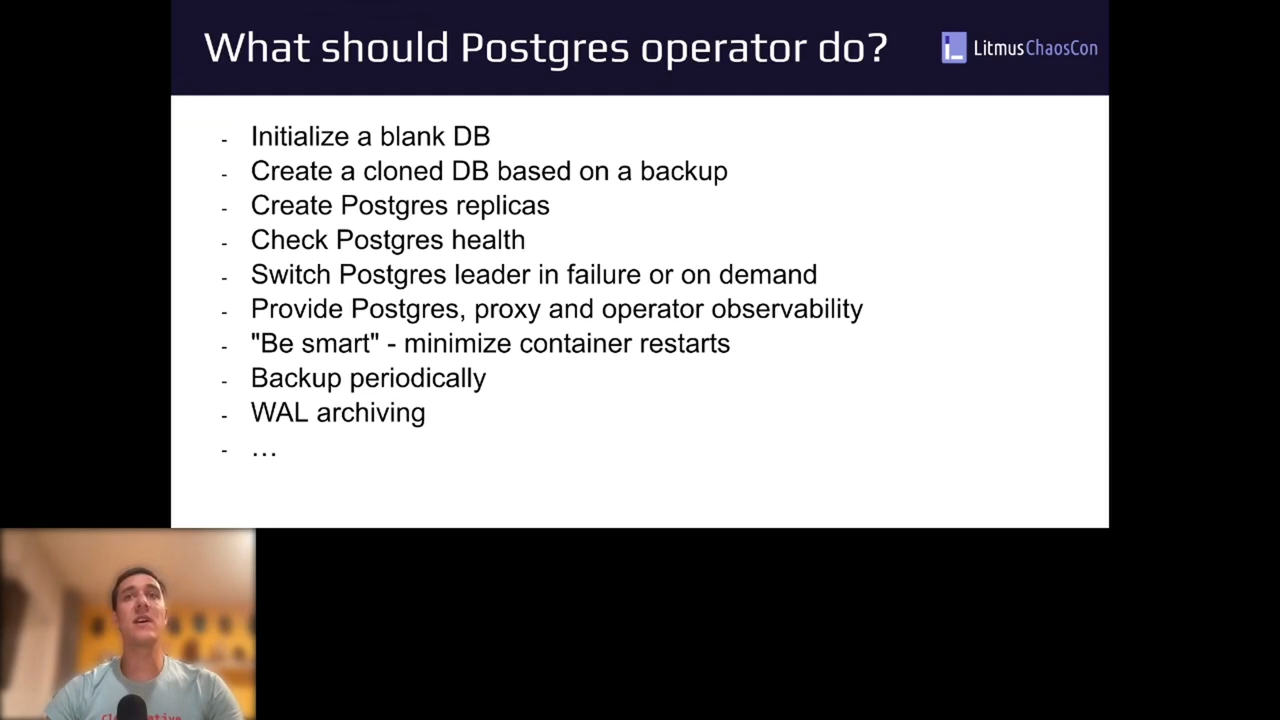 What should Postgres operator do?
LitmusChaosCon
- Initialize a blank DB
- Create a cloned DB based on a backup
- Create Postgres replicas
- Check Postgres health
- Switch Postgres leader in failure or on demand
- Provide Postgres, proxy and operator observability
- "Be smart" - minimize container restarts
- Backup periodically
- WAL archiving
- …